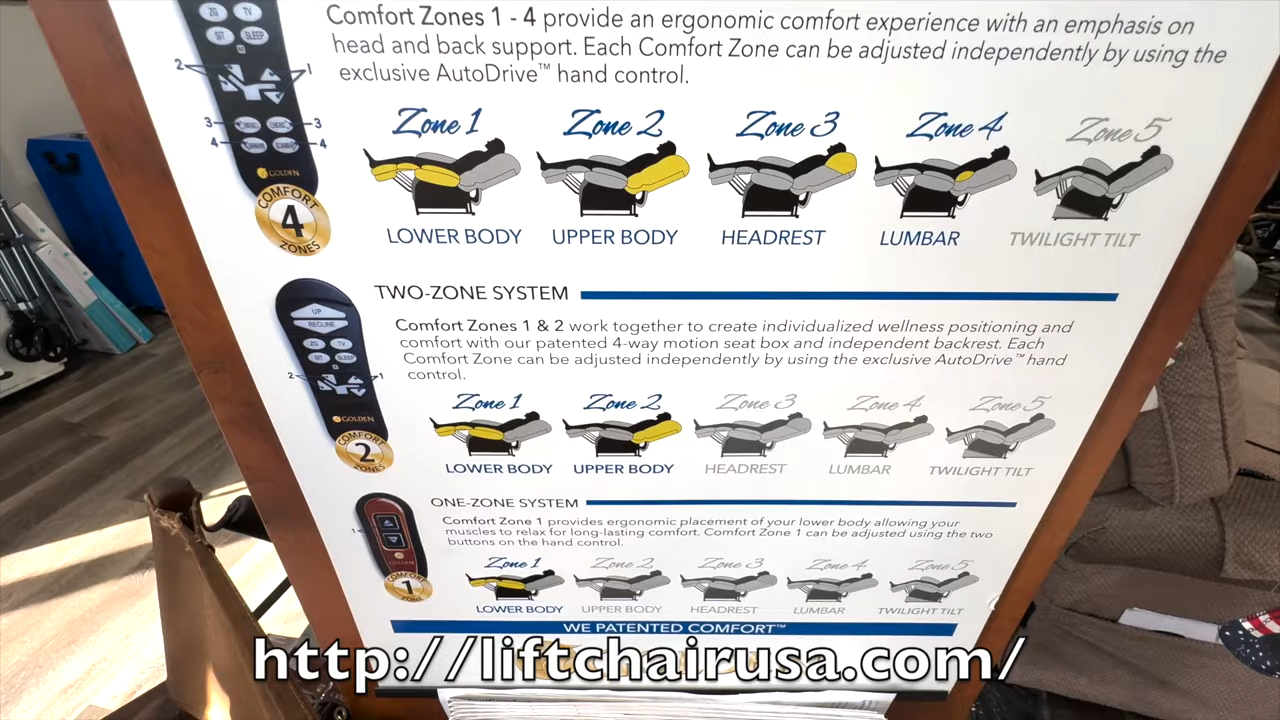 Comfort Zones 1 - 4 provide an ergonomic comfort experience with an emphasis on
head and back support. Each Comfort Zone can be adjusted independently by using the
exclusive AutoDrive™ hand control.
ZG TV
SIT SLEEP
M
2 1
3 3
4 4
GOLDEN
COMFORT
4
ZONES
Zone 1 Zone 2 Zone 3 Zone 4 Zone 5
LOWER BODY UPPER BODY HEADREST LUMBAR TWILIGHT TILT
TWO-ZONE SYSTEM
UP
RECLINE
ZG TV
SIT SLEEP
M
2 1
GOLDEN
COMFORT
2
ZONES
Comfort Zones 1 & 2 work together to create individualized wellness positioning and
comfort with our patented 4-way motion seat box and independent backrest. Each
Comfort Zone can be adjusted independently by using the exclusive AutoDrive™ hand
control.
Zone 1 Zone 2 Zone 3 Zone 4 Zone 5
LOWER BODY UPPER BODY HEADREST LUMBAR TWILIGHT TILT
ONE-ZONE SYSTEM
1
GOLDEN
COMFORT
1
ZONE
Comfort Zone 1 provides ergonomic placement of your lower body allowing your
muscles to relax for long-lasting comfort. Comfort Zone 1 can be adjusted using the two
buttons on the hand control.
Zone 1 Zone 2 Zone 3 Zone 4 Zone 5
LOWER BODY UPPER BODY HEADREST LUMBAR TWILIGHT TILT
WE PATENTED COMFORT™
http://liftchairusa.com/